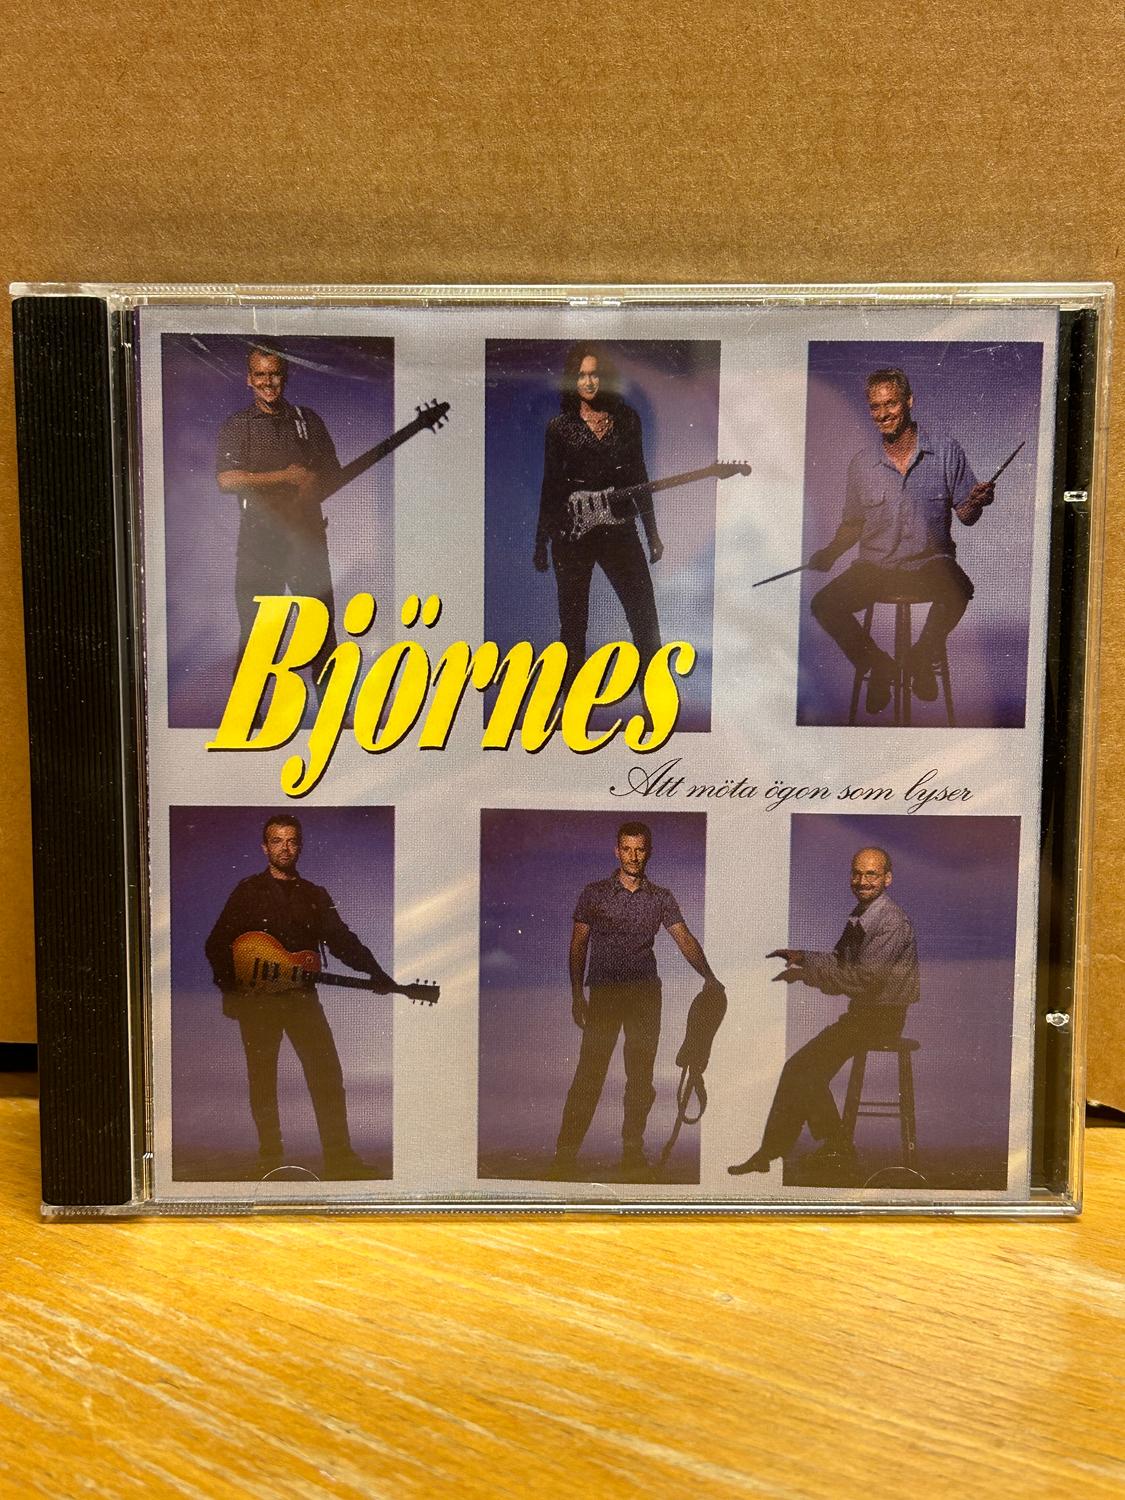 Björnes
Att möta ögon som lyser